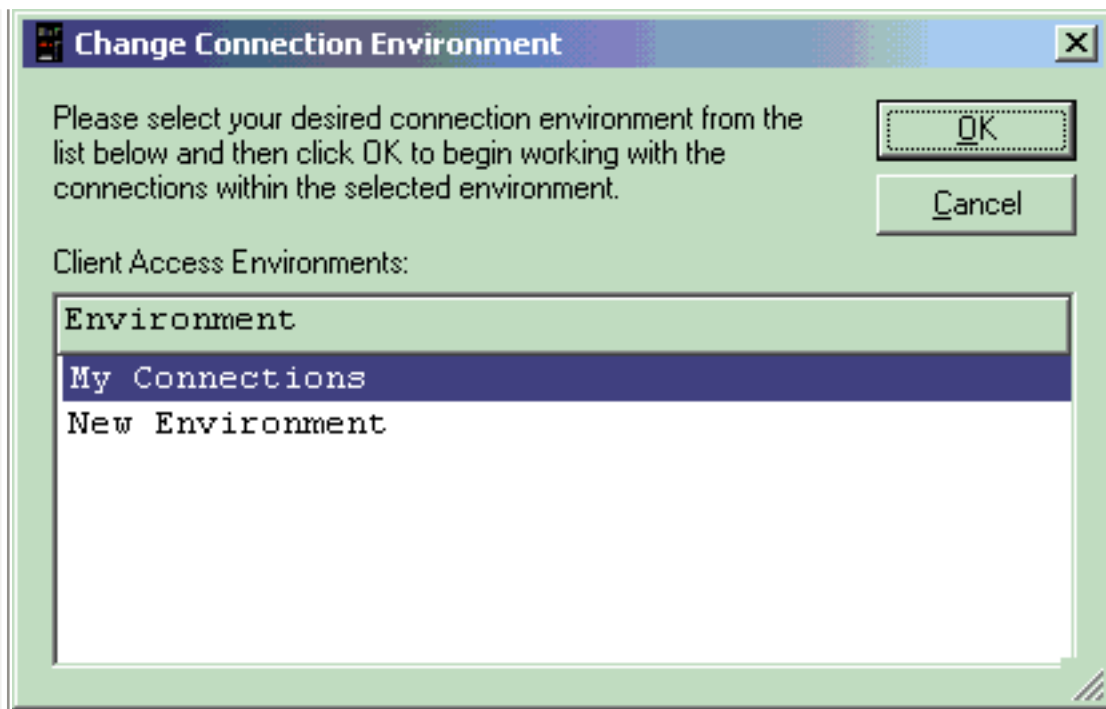 Change Connection Environment
Please select your desired connection environment from the
list below and then click OK to begin working with the
connections within the selected environment.
OK
Cancel
Client Access Environments:
Environment
My Connections
New Environment